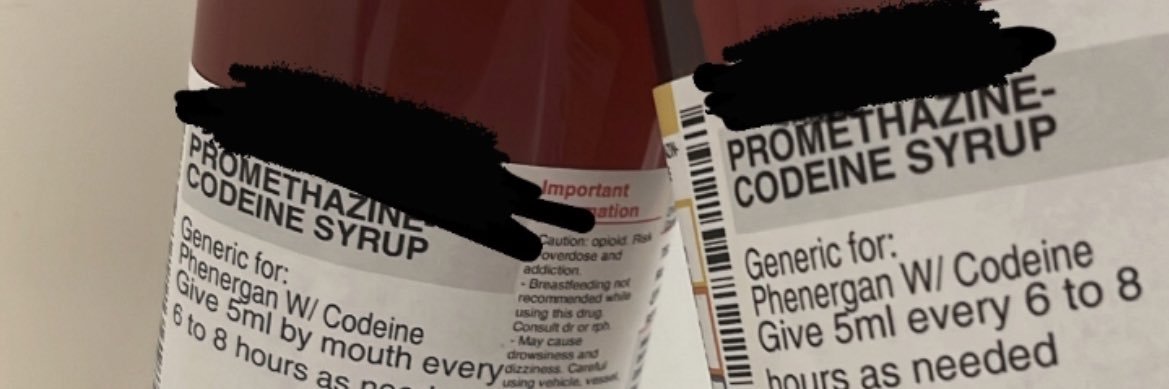 PROMETHAZINE-
CODEINE SYRUP
Generic for:
Phenergan W/ Codeine
Give 5ml by mouth every
6 to 8 hours as
Important
Caution: opioid. Risk
overdose and
addiction.
- Breastfeeding not
recommended while
using this drug.
Consult dr or rph.
- May cause
drowsiness and
dizziness. Careful
using vehicle, vessel,
PROMETHAZINE-
CODEINE SYRUP
Generic for:
Phenergan W/ Codeine
Give 5ml every 6 to 8
hours as needed